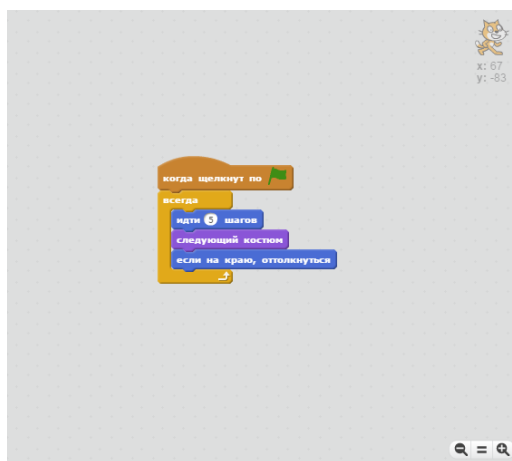 x: 67
y: -83
когда щелкнут по
всегда
идти 5 шагов
следующий костюм
если на краю, оттолкнуться